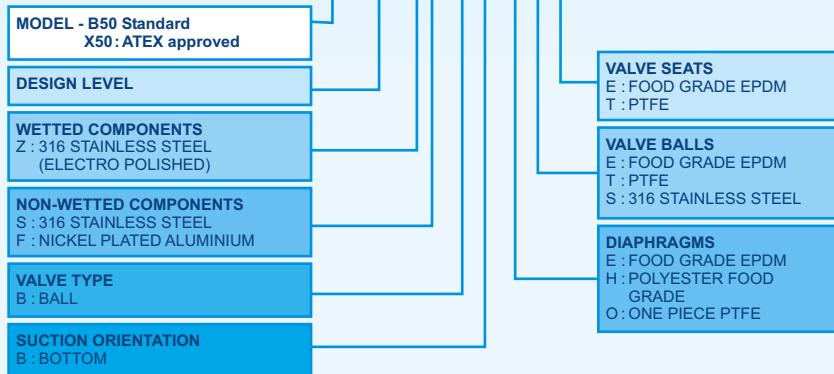 MODEL - B50 Standard
X50: ATEX approved
DESIGN LEVEL
WETTED COMPONENTS
Z : 316 STAINLESS STEEL
(ELECTRO POLISHED)
NON-WETTED COMPONENTS
S : 316 STAINLESS STEEL
F : NICKEL PLATED ALUMINIUM
VALVE TYPE
B : BALL
SUCTION ORIENTATION
B : BOTTOM
VALVE SEATS
E : FOOD GRADE EPDM
T : PTFE
VALVE BALLS
E : FOOD GRADE EPDM
T : PTFE
S : 316 STAINLESS STEEL
DIAPHRAGMS
E : FOOD GRADE EPDM
H : POLYESTER FOOD
GRADE
O : ONE PIECE PTFE